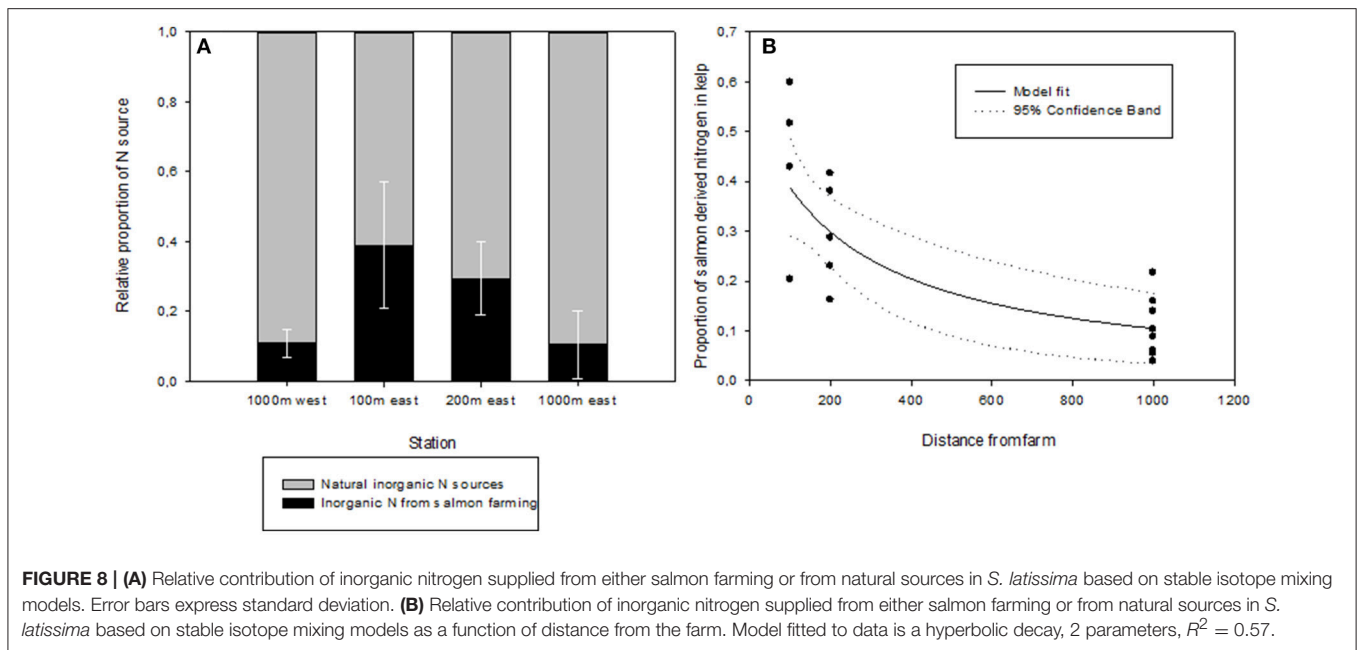 A
1,0
0,8
0,6
0,4
0,2
0,0
Relative proportion of N source
1000m west 100m east 200m east 1000m east
Station
Natural inorganic N sources
Inorganic N from salmon farming
B
0,7
0,6
0,5
0,4
0,3
0,2
0,1
0,0
Proportion of salmon derived nitrogen in kelp
Model fit
95% Confidence Band
0 200 400 600 800 1000 1200
Distance from farm
FIGURE 8 | (A) Relative contribution of inorganic nitrogen supplied from either salmon farming or from natural sources in S. latissima based on stable isotope mixing
models. Error bars express standard deviation. (B) Relative contribution of inorganic nitrogen supplied from either salmon farming or from natural sources in S.
latissima based on stable isotope mixing models as a function of distance from the farm. Model fitted to data is a hyperbolic decay, 2 parameters, R² = 0.57.